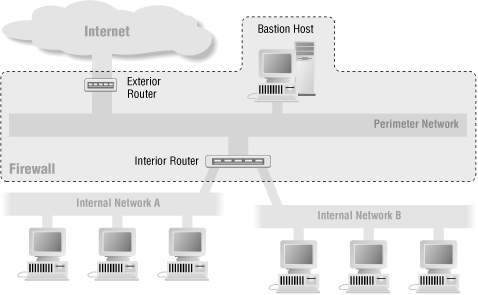 Internet
Bastion Host
Exterior
Router
Perimeter Network
Interior Router
Firewall
Internal Network A
Internal Network B